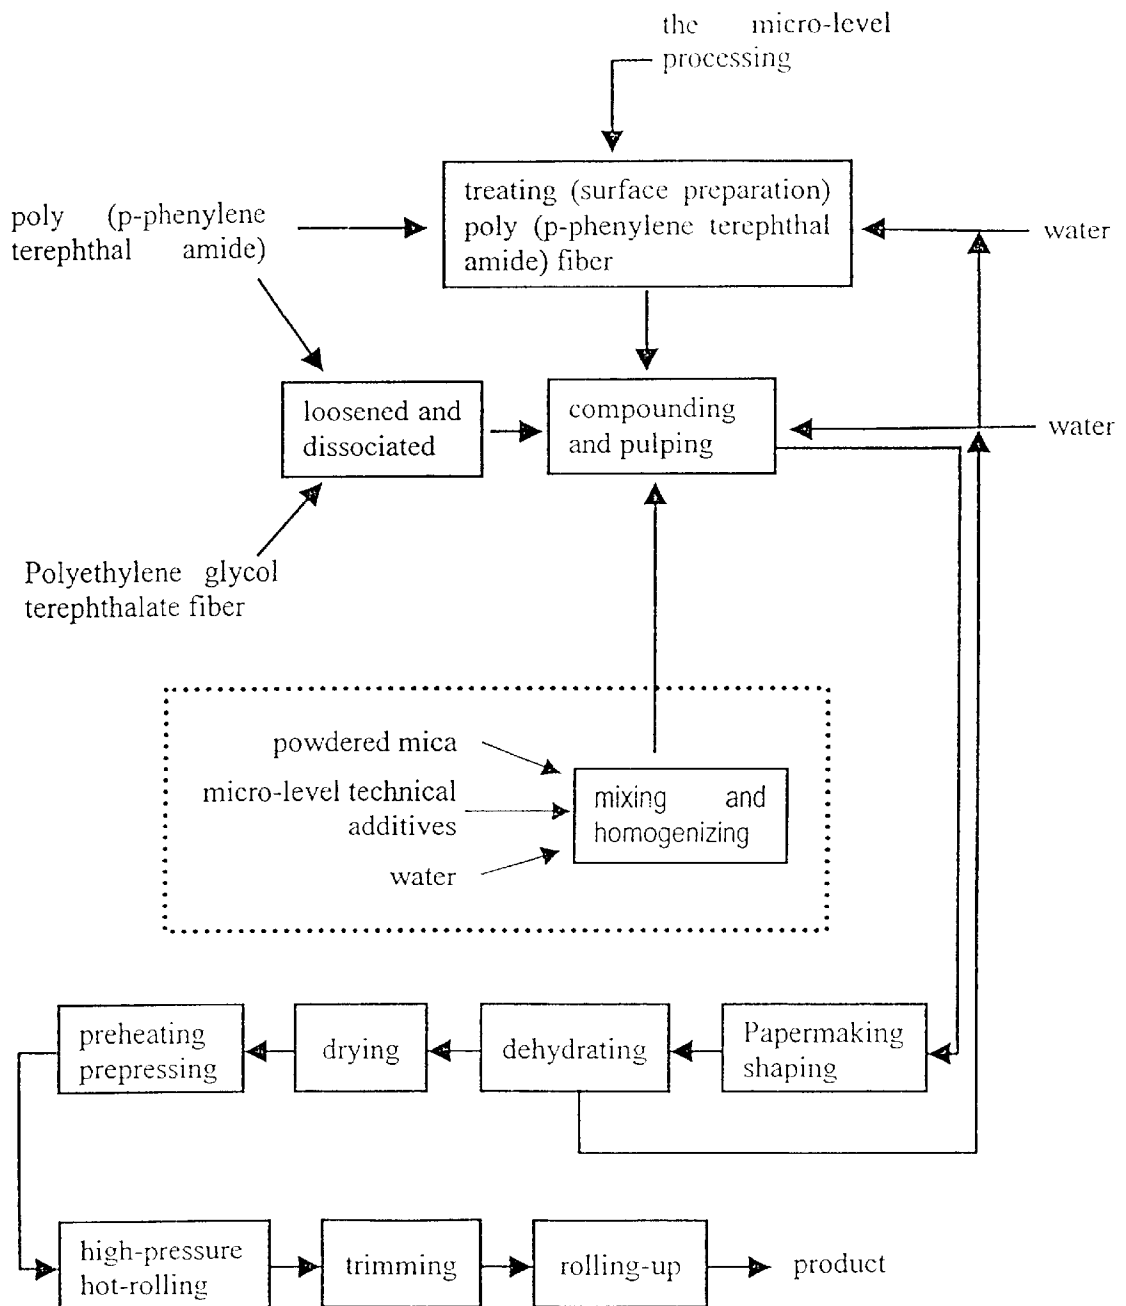 the micro-level
processing
treating (surface preparation)
poly (p-phenylene terephthal
amide) fiber
poly (p-phenylene
terephthal amide)
water
loosened and
dissociated
compounding
and pulping
water
Polyethylene glycol
terephthalate fiber
powdered mica
micro-level technical
additives
water
mixing and
homogenizing
preheating
prepressing
drying
dehydrating
Papermaking
shaping
high-pressure
hot-rolling
trimming
rolling-up
product